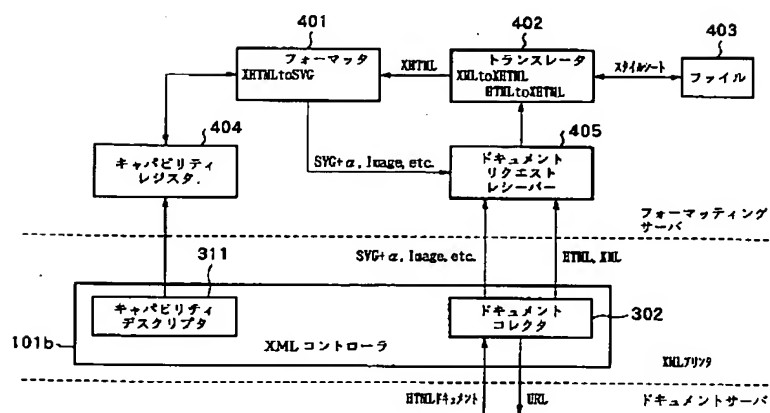 401
402
403
フォーマッタ
XHTMLtoSVG
XHTML
トランスレータ
XMLtoXHTML
HTMLtoXHTML
スタイルシート
ファイル
404
405
キャパビリティ
レジスタ.
SVG+α, Image, etc.
ドキュメント
リクエスト
レシーバー
フォーマッティング
サーバ
SVG+α, Image, etc.
HTML, XML
311
キャパビリティ
デスクリプタ
ドキュメント
コレクタ
302
101b
XMLコントローラ
XMLプリンタ
HTMLドキュメント
URL
ドキュメントサーバ